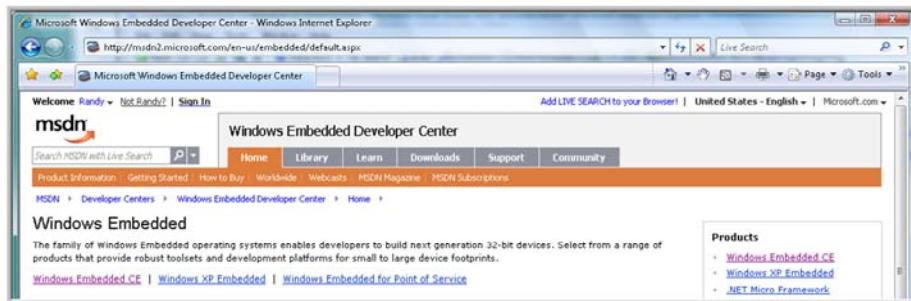 Microsoft Windows Embedded Developer Center - Windows Internet Explorer
http://msdn2.microsoft.com/en-us/embedded/default.aspx
Live Search
Microsoft Windows Embedded Developer Center
Page
Tools
Welcome Randy Not Randy? | Sign In
Add LIVE SEARCH to your Browser! | United States - English | Microsoft.com
msdn
Windows Embedded Developer Center
Search MSDN with Live Search
Home Library Learn Downloads Support Community
Product Information | Getting Started | How to Buy | Worldwide | Webcasts | MSDN Magazine | MSDN Subscriptions
MSDN Developer Centers Windows Embedded Developer Center Home
Windows Embedded
The family of Windows Embedded operating systems enables developers to build next generation 32-bit devices. Select from a range of
products that provide robust toolsets and development platforms for small to large device footprints.
Windows Embedded CE | Windows XP Embedded | Windows Embedded for Point of Service
Products
Windows Embedded CE
Windows XP Embedded
.NET Micro Framework